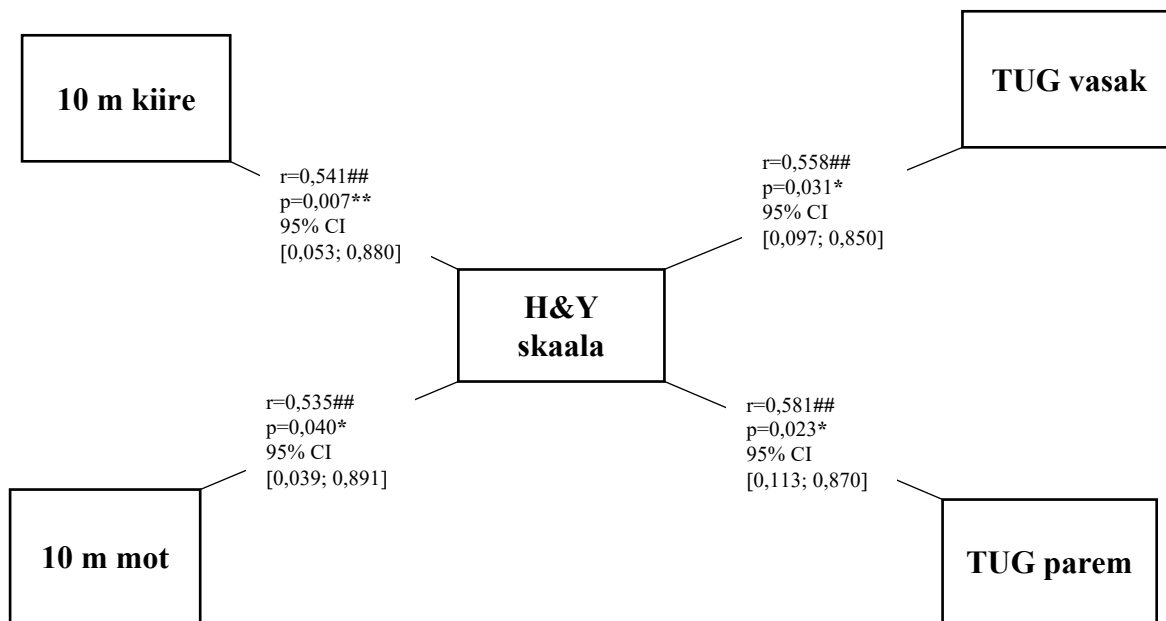 10 m kiire
TUG vasak
r=0,541##
p=0,007**
95% CI
[0,053; 0,880]
r=0,558##
p=0,031*
95% CI
[0,097; 0,850]
H&Y
skaala
r=0,535##
p=0,040*
95% CI
[0,039; 0,891]
r=0,581##
p=0,023*
95% CI
[0,113; 0,870]
10 m mot
TUG parem